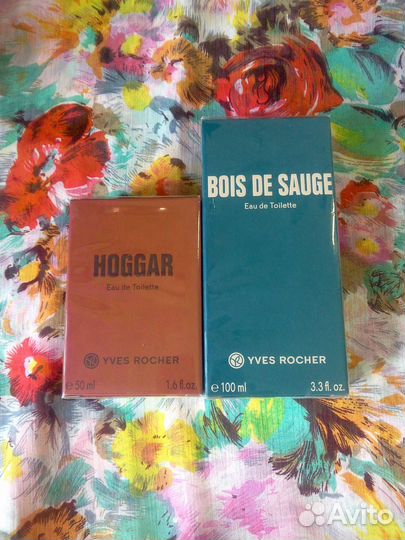 HOGGAR
Eau de Toilette
YVES ROCHER
e 50 ml 1.6 fl.oz.
BOIS DE SAUGE
Eau de Toilette
YVES ROCHER
e 100 ml 3.3 fl. oz.
Avito